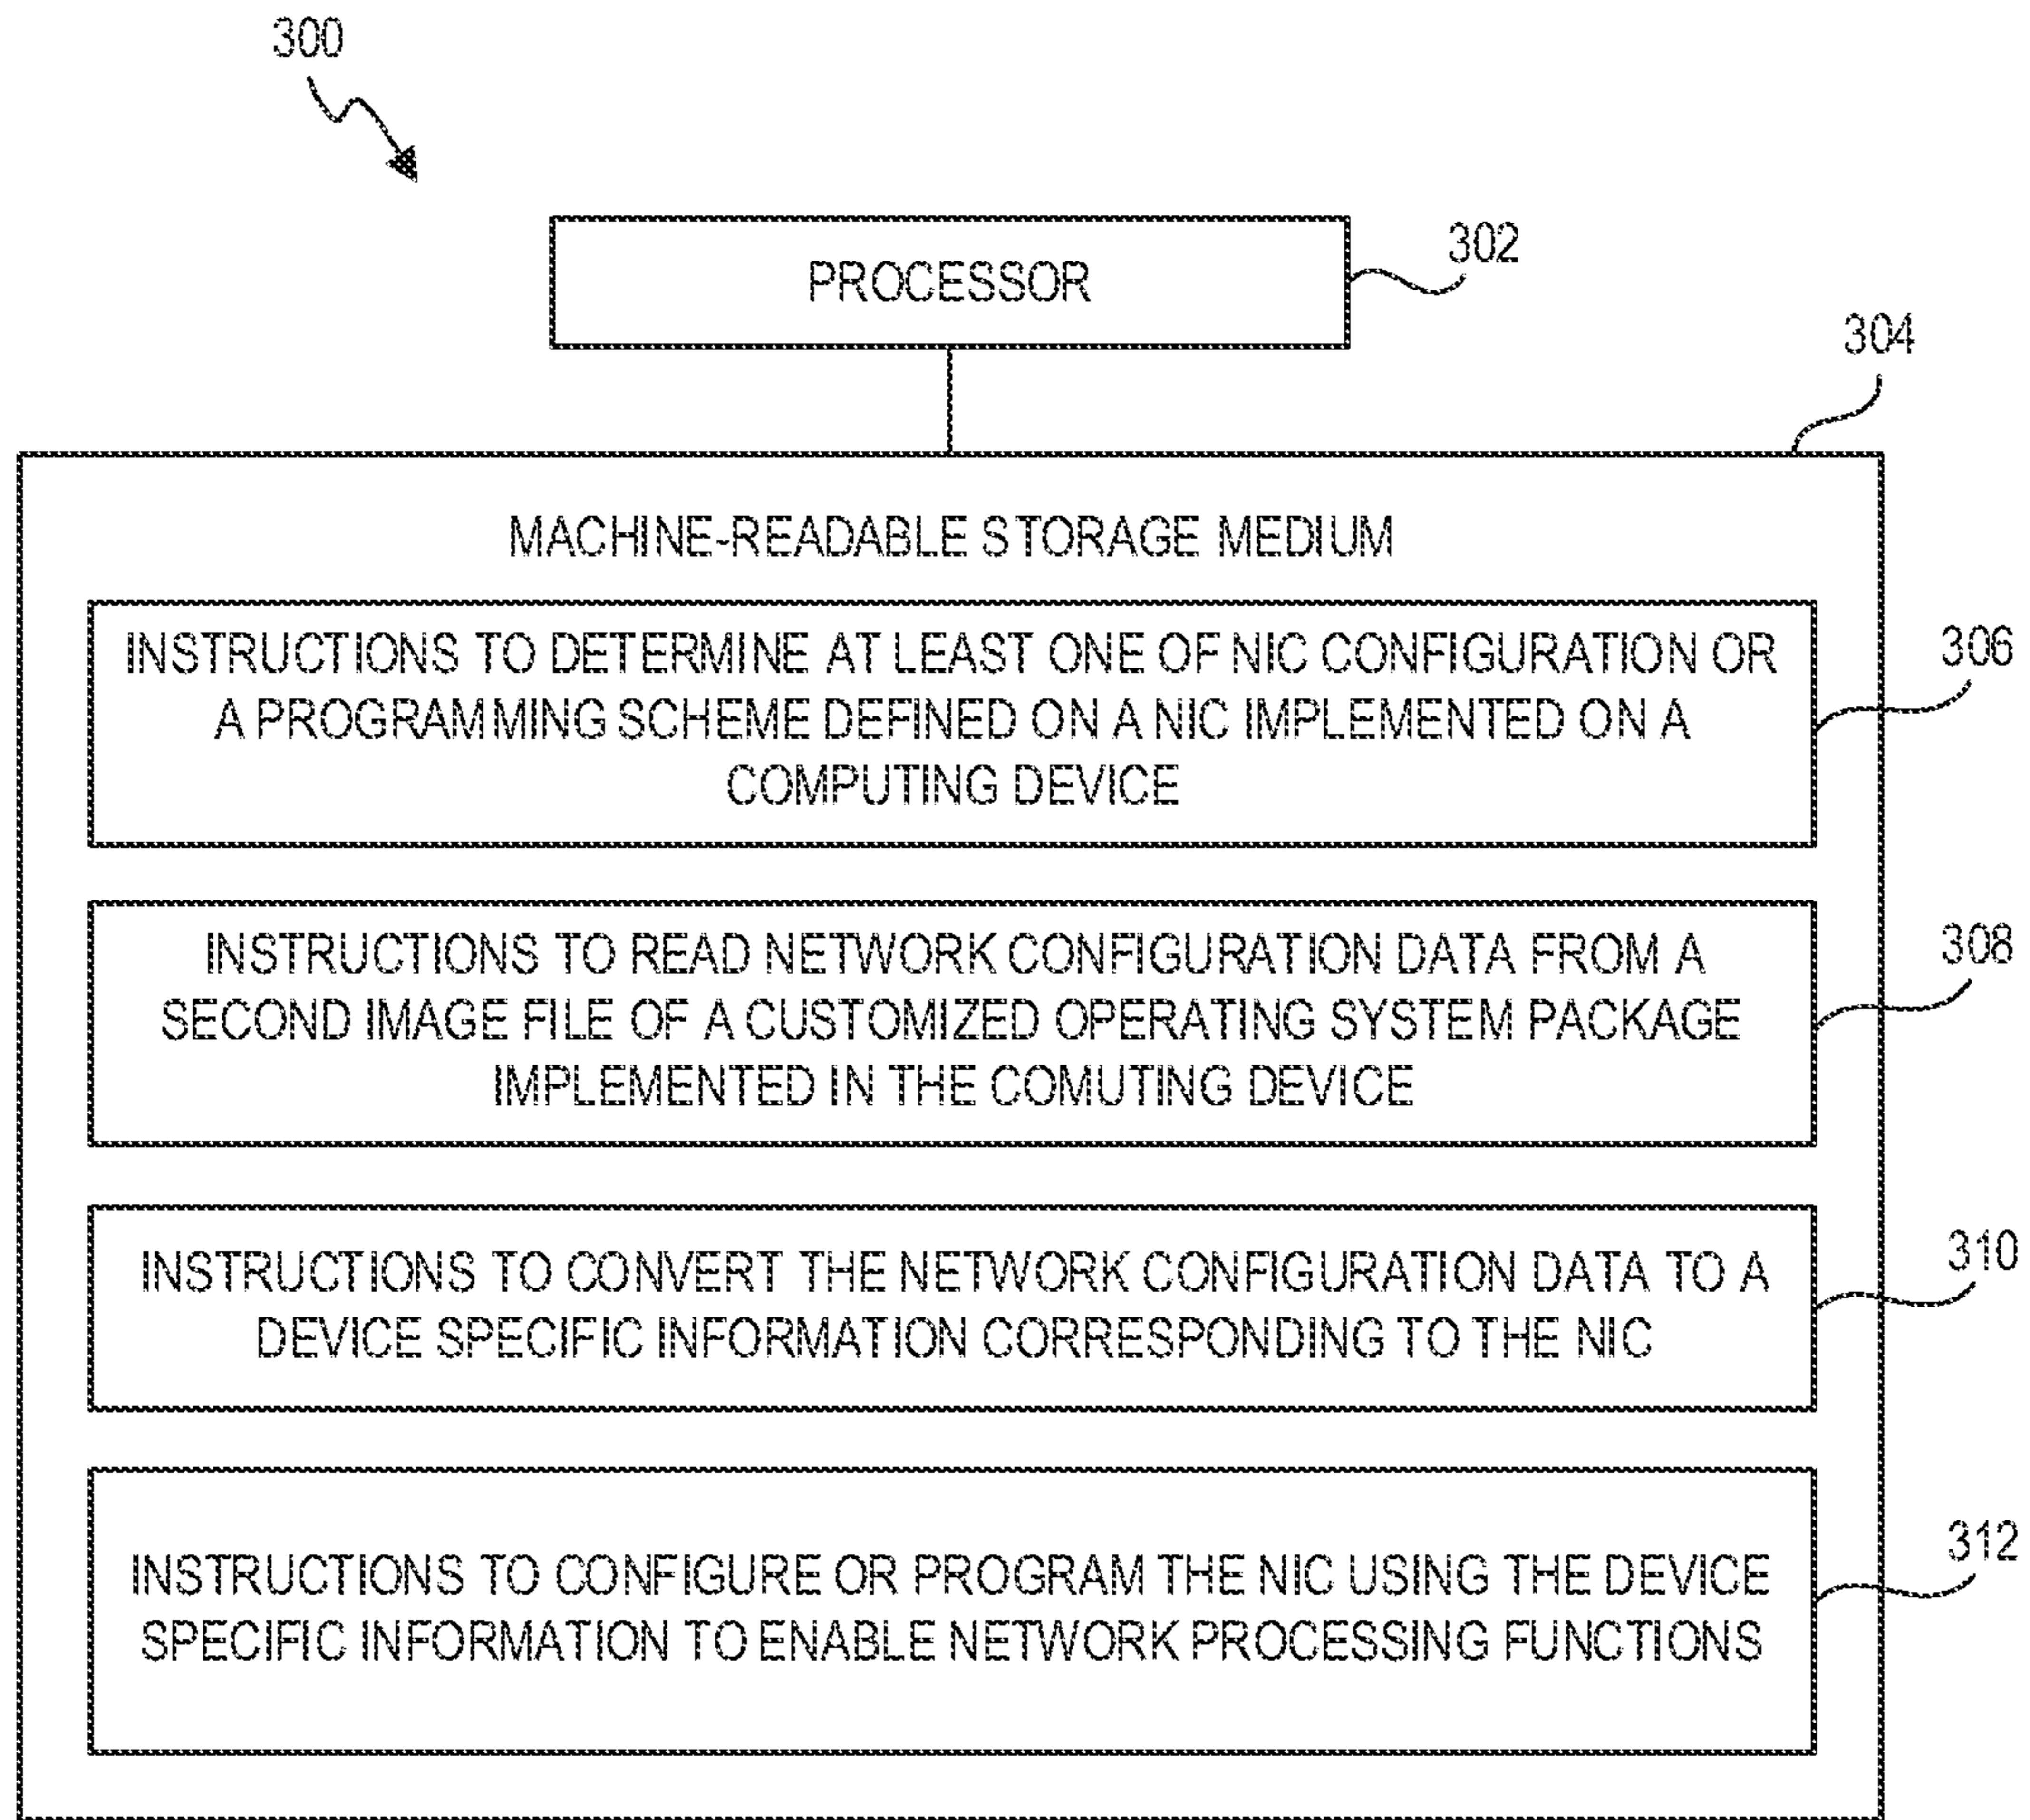 300
PROCESSOR
302
304
MACHINE-READABLE STORAGE MEDIUM
INSTRUCTIONS TO DETERMINE AT LEAST ONE OF NIC CONFIGURATION OR
A PROGRAMMING SCHEME DEFINED ON A NIC IMPLEMENTED ON A
COMPUTING DEVICE
306
INSTRUCTIONS TO READ NETWORK CONFIGURATION DATA FROM A
SECOND IMAGE FILE OF A CUSTOMIZED OPERATING SYSTEM PACKAGE
IMPLEMENTED IN THE COMUTING DEVICE
308
INSTRUCTIONS TO CONVERT THE NETWORK CONFIGURATION DATA TO A
DEVICE SPECIFIC INFORMATION CORRESPONDING TO THE NIC
310
INSTRUCTIONS TO CONFIGURE OR PROGRAM THE NIC USING THE DEVICE
SPECIFIC INFORMATION TO ENABLE NETWORK PROCESSING FUNCTIONS
312